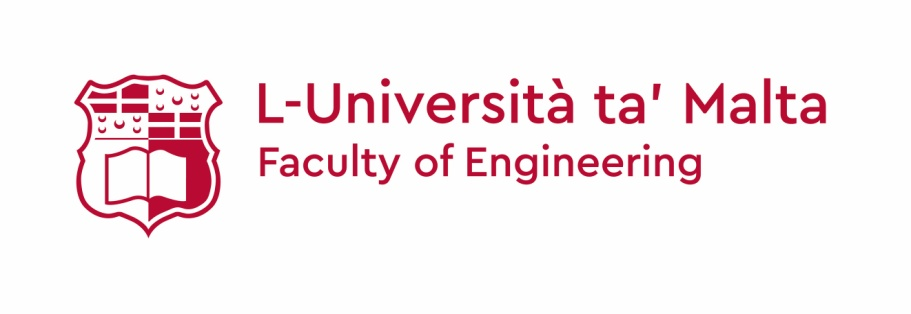 L-Università ta' Malta
Faculty of Engineering